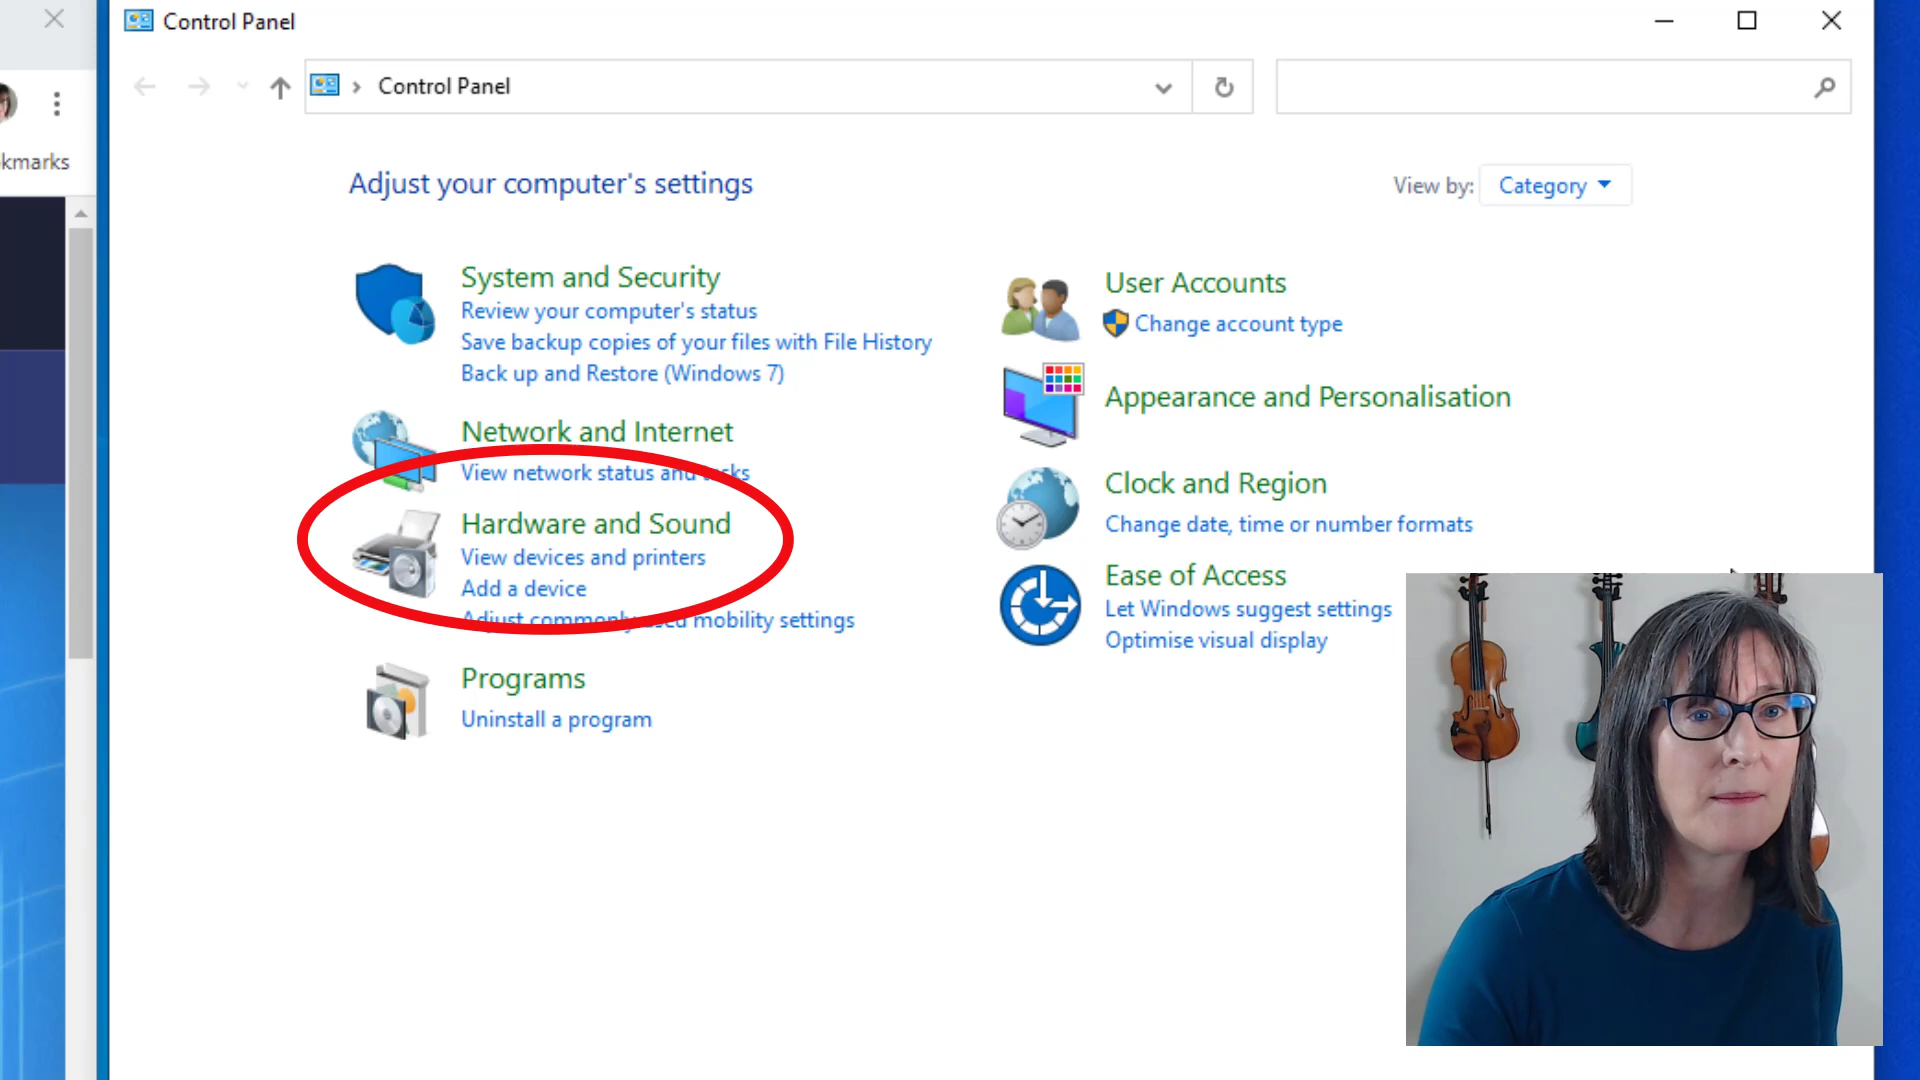 Control Panel
Control Panel
kmarks
Adjust your computer's settings
View by: Category
System and Security
Review your computer's status
Save backup copies of your files with File History
Back up and Restore (Windows 7)
Network and Internet
View network status and tasks
Hardware and Sound
View devices and printers
Add a device
Adjust commonly used mobility settings
Programs
Uninstall a program
User Accounts
Change account type
Appearance and Personalisation
Clock and Region
Change date, time or number formats
Ease of Access
Let Windows suggest settings
Optimise visual display